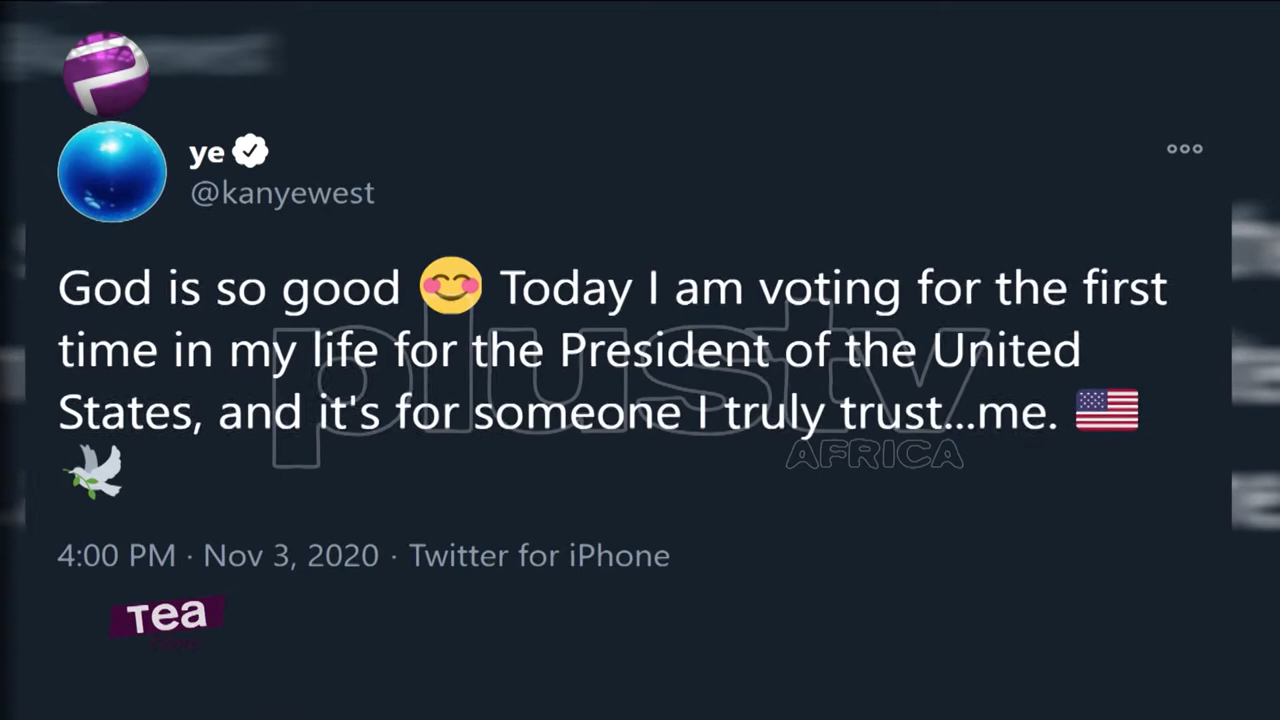 ye
@kanyewest
God is so good 😊 Today I am voting for the first
time in my life for the President of the United
States, and it's for someone I truly trust...me. 🇺🇸
🕊
plustv
AFRICA
4:00 PM · Nov 3, 2020 · Twitter for iPhone
Tea